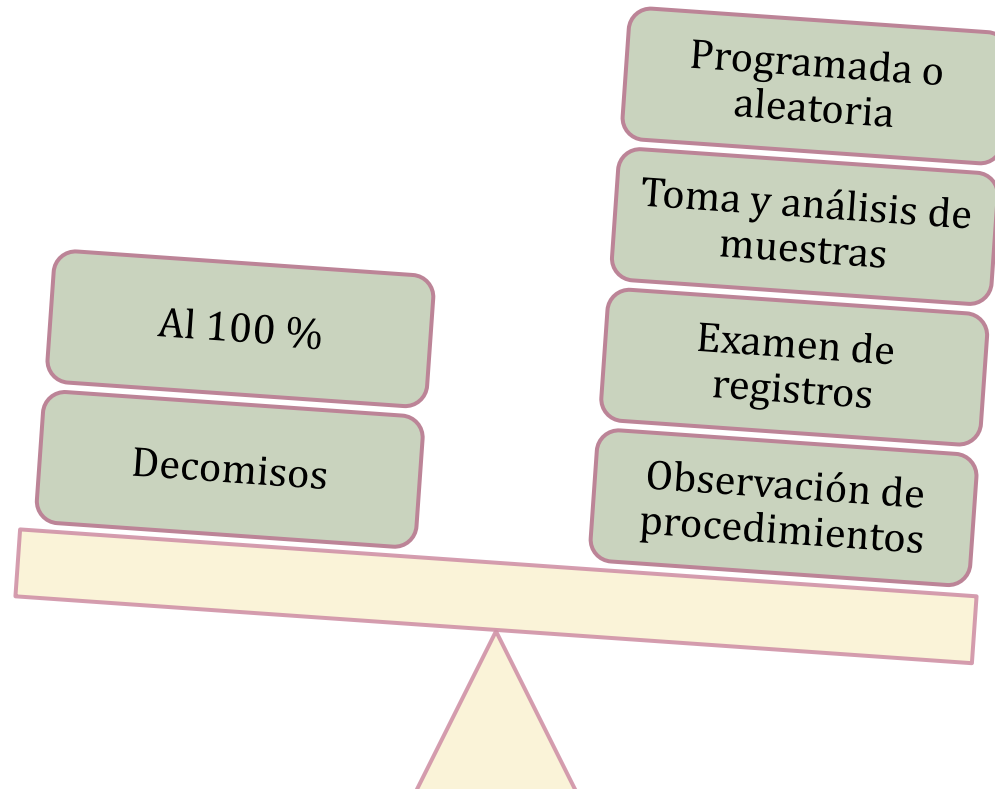 Al 100 %
Decomisos
Programada o
aleatoria
Toma y análisis de
muestras
Examen de
registros
Observación de
procedimientos